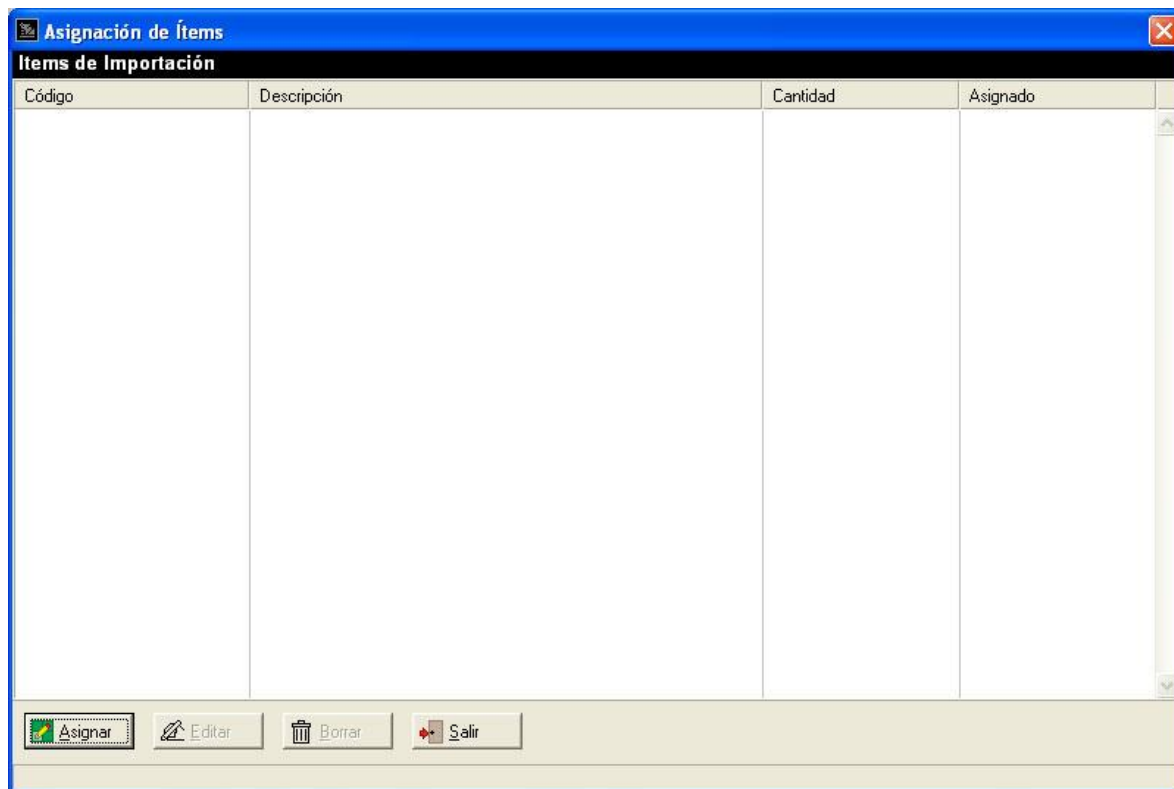 Asignación de Ítems
Items de Importación
Código Descripción Cantidad Asignado
Asignar Editar Borrar Salir